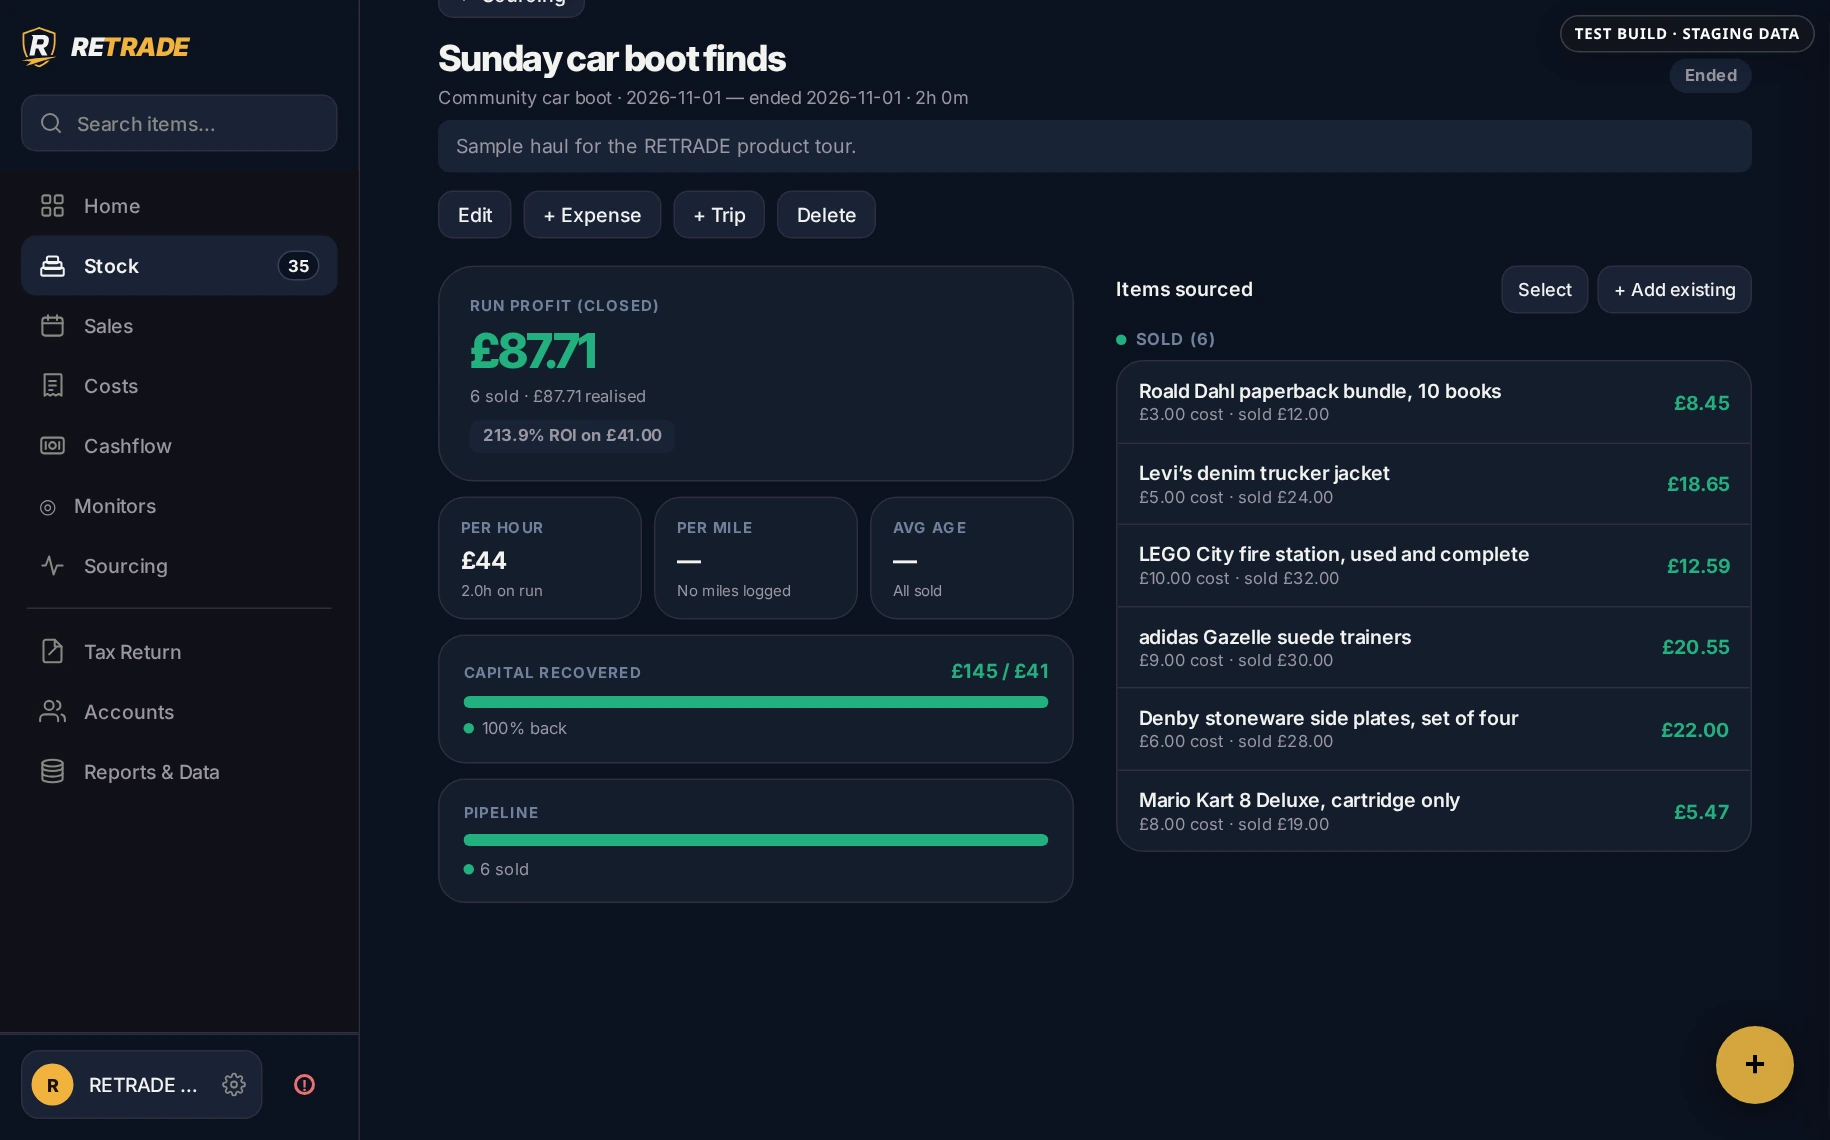 RETRADE
Search items...
Home
Stock
35
Sales
Costs
Cashflow
Monitors
Sourcing
Tax Return
Accounts
Reports & Data
R
RETRADE ...
Sourcing
TEST BUILD · STAGING DATA
Sunday car boot finds
Ended
Community car boot · 2026-11-01 — ended 2026-11-01 · 2h 0m
Sample haul for the RETRADE product tour.
Edit
+ Expense
+ Trip
Delete
RUN PROFIT (CLOSED)
£87.71
6 sold · £87.71 realised
213.9% ROI on £41.00
PER HOUR
£44
2.0h on run
PER MILE
—
No miles logged
AVG AGE
—
All sold
CAPITAL RECOVERED
£145 / £41
100% back
PIPELINE
6 sold
Items sourced
Select
+ Add existing
SOLD (6)
Roald Dahl paperback bundle, 10 books
£3.00 cost · sold £12.00
£8.45
Levi’s denim trucker jacket
£5.00 cost · sold £24.00
£18.65
LEGO City fire station, used and complete
£10.00 cost · sold £32.00
£12.59
adidas Gazelle suede trainers
£9.00 cost · sold £30.00
£20.55
Denby stoneware side plates, set of four
£6.00 cost · sold £28.00
£22.00
Mario Kart 8 Deluxe, cartridge only
£8.00 cost · sold £19.00
£5.47
+